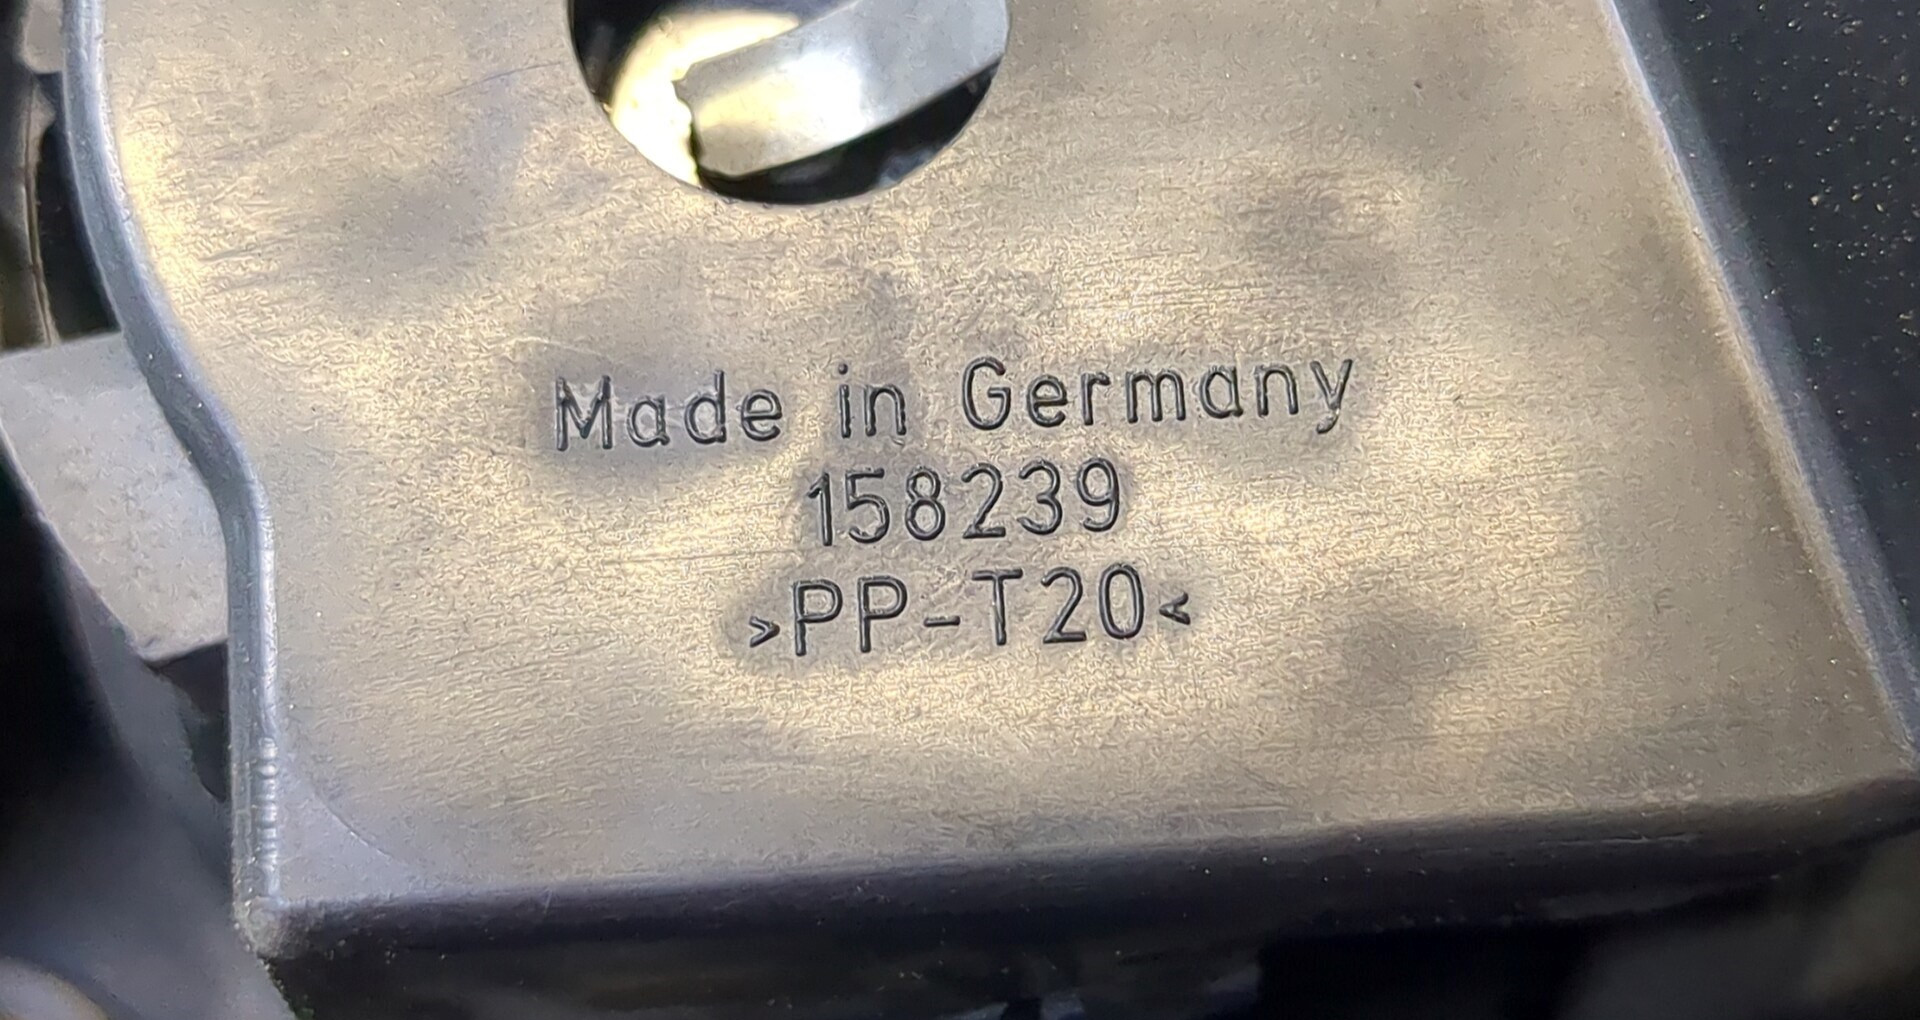 Made in Germany
158239
>PP-T20<